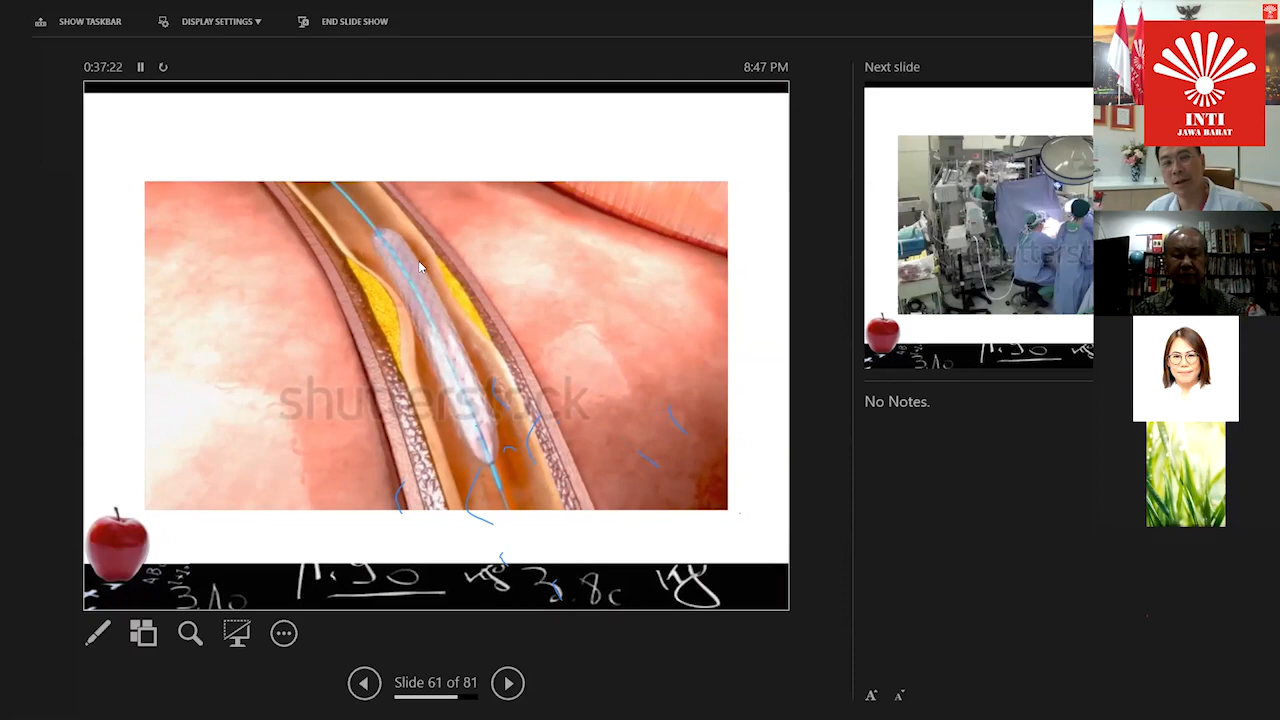 SHOW TASKBAR
DISPLAY SETTINGS
END SLIDE SHOW
0:37:22
8:47 PM
shutterstock
Slide 61 of 81
Next slide
No Notes.
INTI
JAWA BARAT